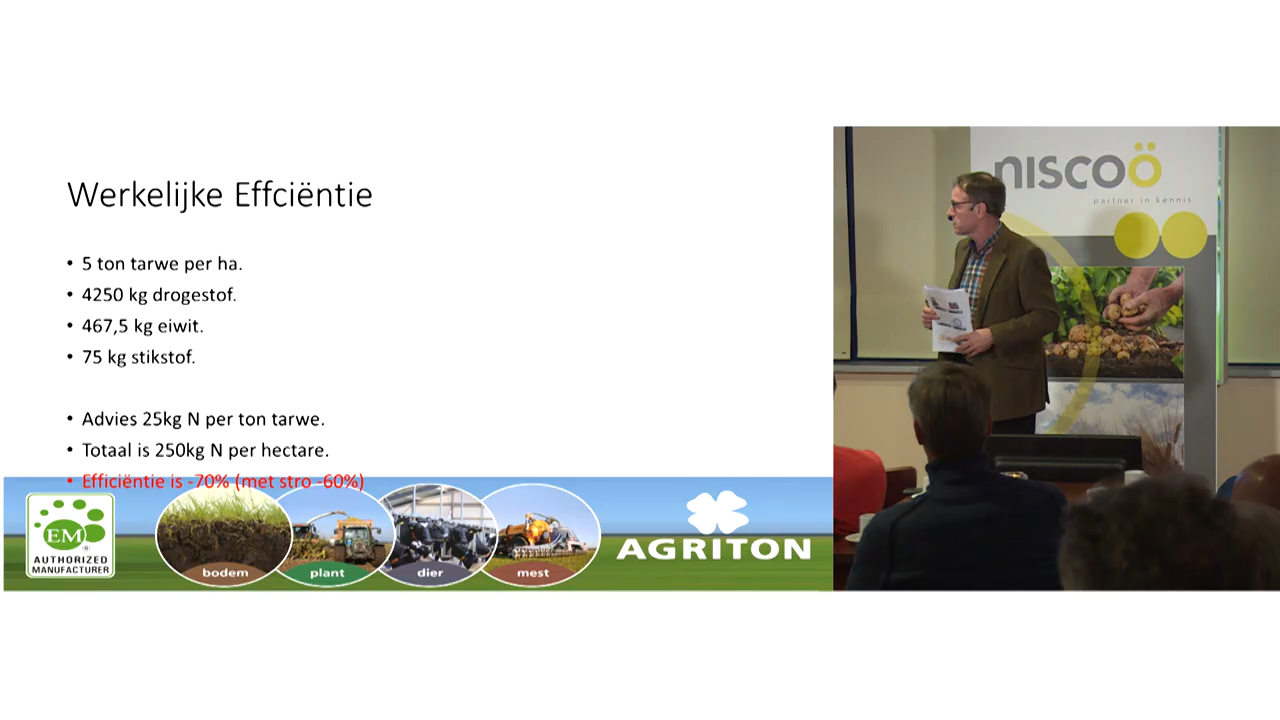 Werkelijke Effciëntie
• 5 ton tarwe per ha.
• 4250 kg drogestof.
• 467,5 kg eiwit.
• 75 kg stikstof.
• Advies 25kg N per ton tarwe.
• Totaal is 250kg N per hectare.
• Efficiëntie is -70% (met stro -60%)
EM®
AUTHORIZED
MANUFACTURER
bodem
plant
dier
mest
AGRITON
niscoö
partner in kennis